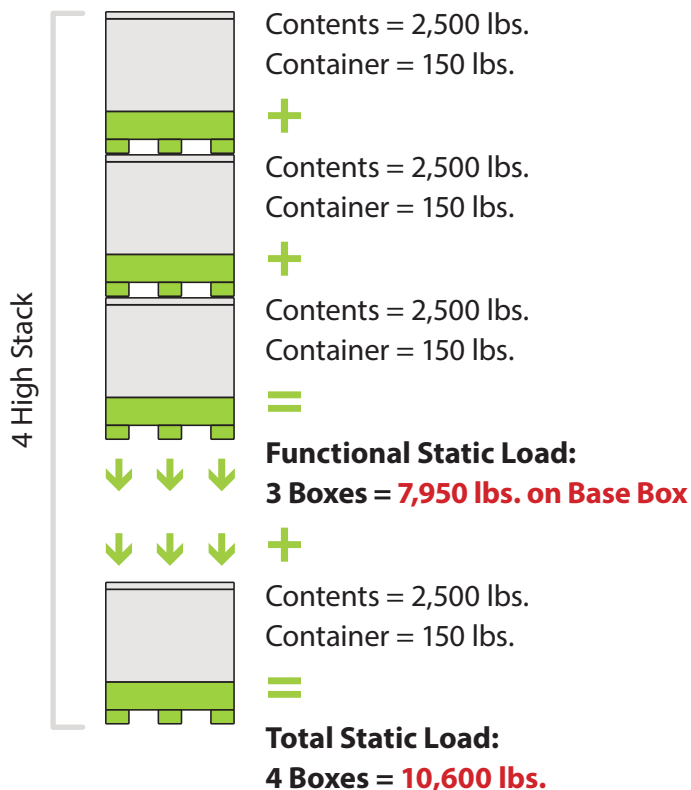 Contents = 2,500 lbs.
Container = 150 lbs.
+
Contents = 2,500 lbs.
Container = 150 lbs.
+
Contents = 2,500 lbs.
Container = 150 lbs.
=
Functional Static Load:
3 Boxes = 7,950 lbs. on Base Box
+
Contents = 2,500 lbs.
Container = 150 lbs.
=
Total Static Load:
4 Boxes = 10,600 lbs.
4 High Stack